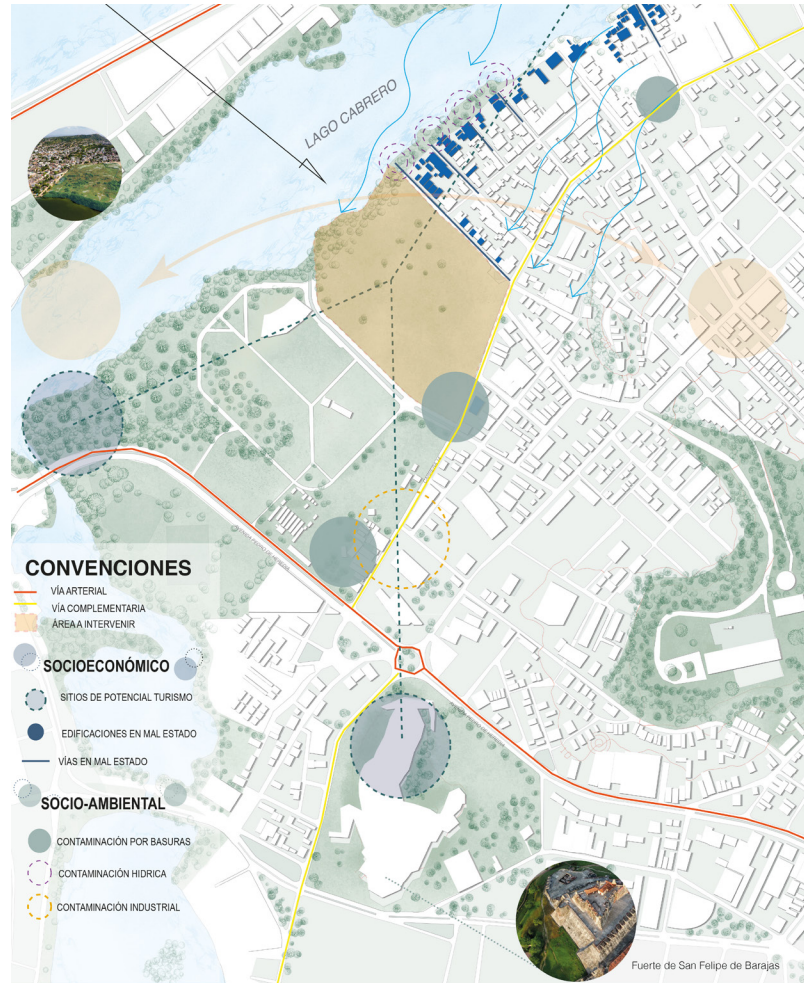 LAGO CABRERO
CONVENCIONES
VÍA ARTERIAL
VÍA COMPLEMENTARIA
ÁREA A INTERVENIR
SOCIOECONÓMICO
SITIOS DE POTENCIAL TURISMO
EDIFICACIONES EN MAL ESTADO
VÍAS EN MAL ESTADO
SOCIO-AMBIENTAL
CONTAMINACIÓN POR BASURAS
CONTAMINACIÓN HIDRICA
CONTAMINACIÓN INDUSTRIAL
Fuerte de San Felipe de Barajas